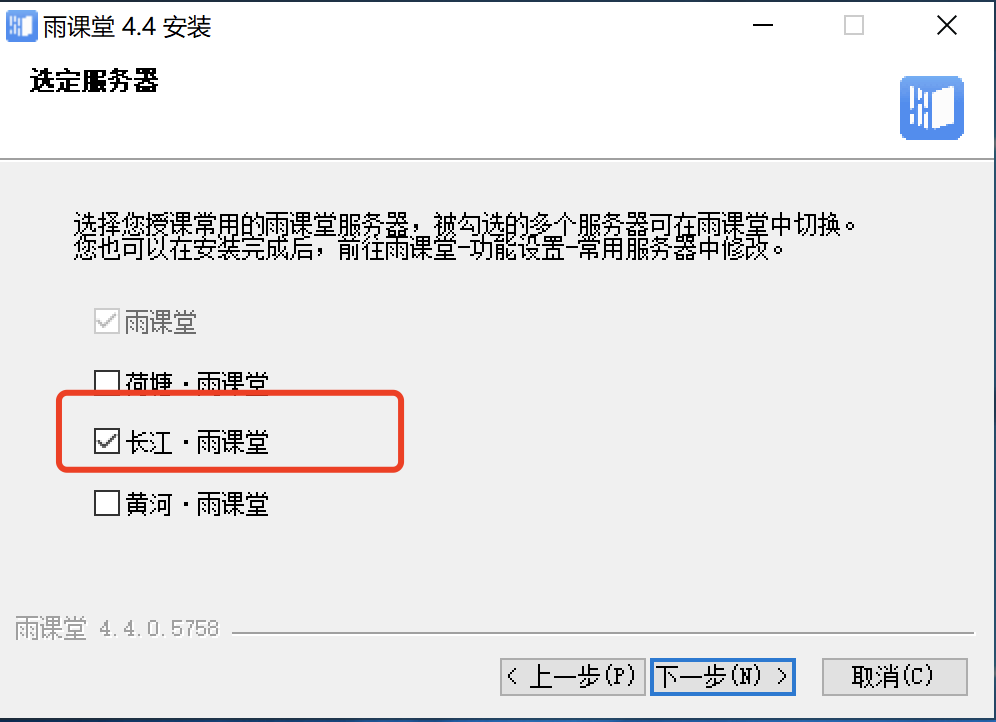 雨课堂 4.4 安装
选定服务器
选择您授课常用的雨课堂服务器，被勾选的多个服务器可在雨课堂中切换。
您也可以在安装完成后，前往雨课堂-功能设置-常用服务器中修改。
雨课堂
荷塘·雨课堂
长江·雨课堂
黄河·雨课堂
雨课堂 4.4.0.5758
< 上一步(P)
下一步(N) >
取消(C)